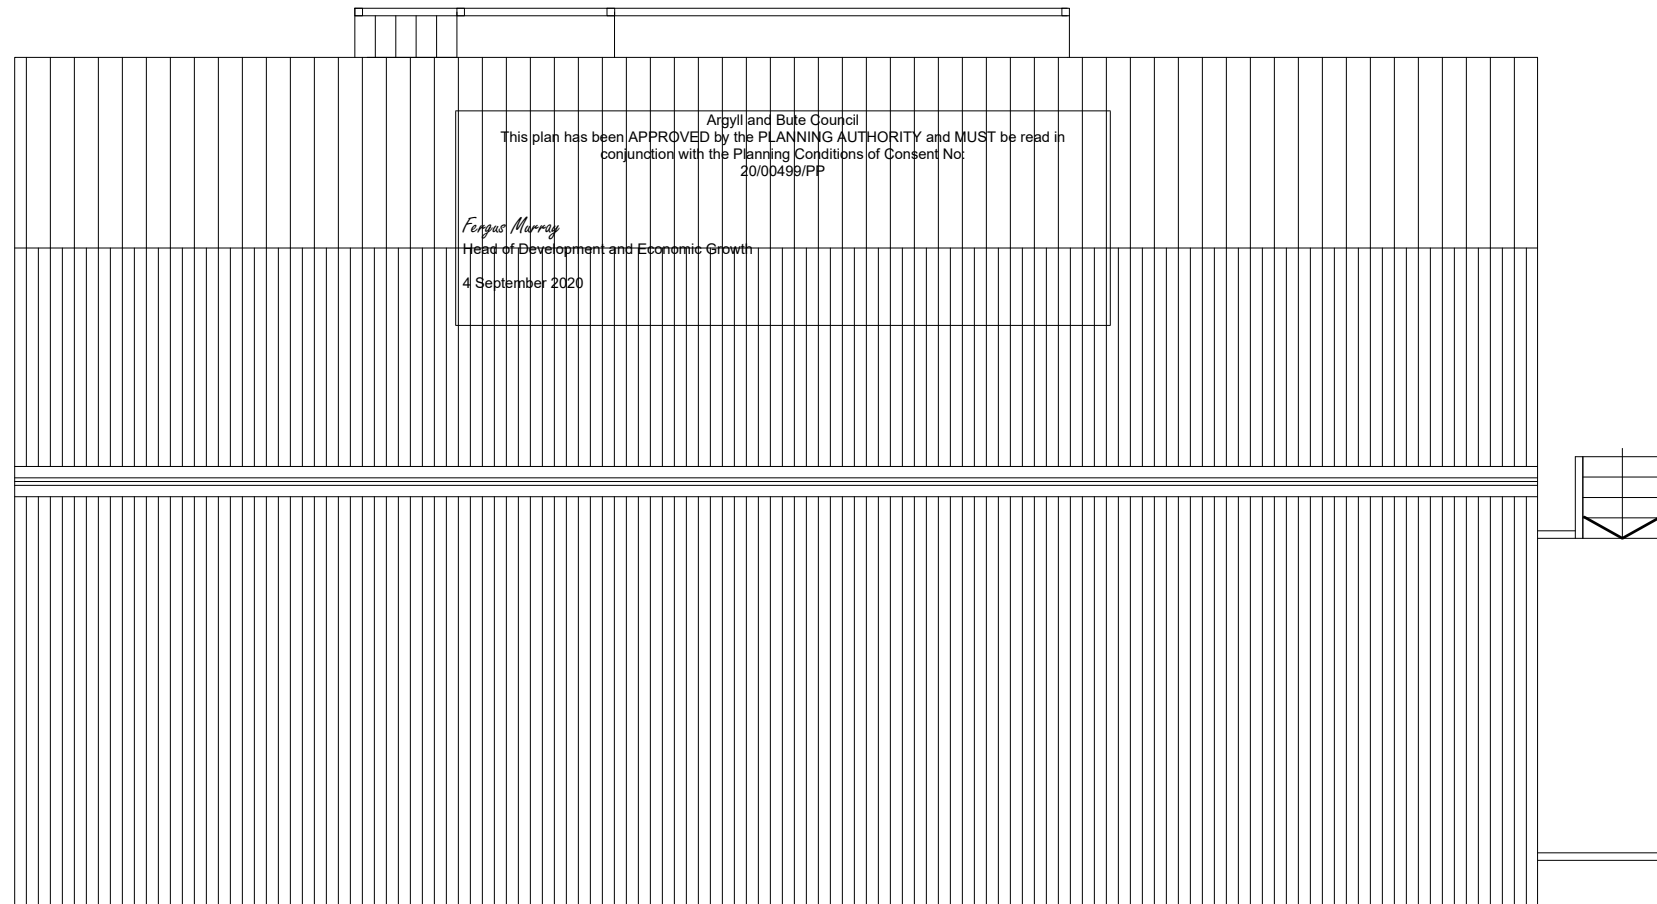 Argyll and Bute Council
This plan has been APPROVED by the PLANNING AUTHORITY and MUST be read in
conjunction with the Planning Conditions of Consent No:
20/00499/PP
Fergus Murray
Head of Development and Economic Growth
4 September 2020